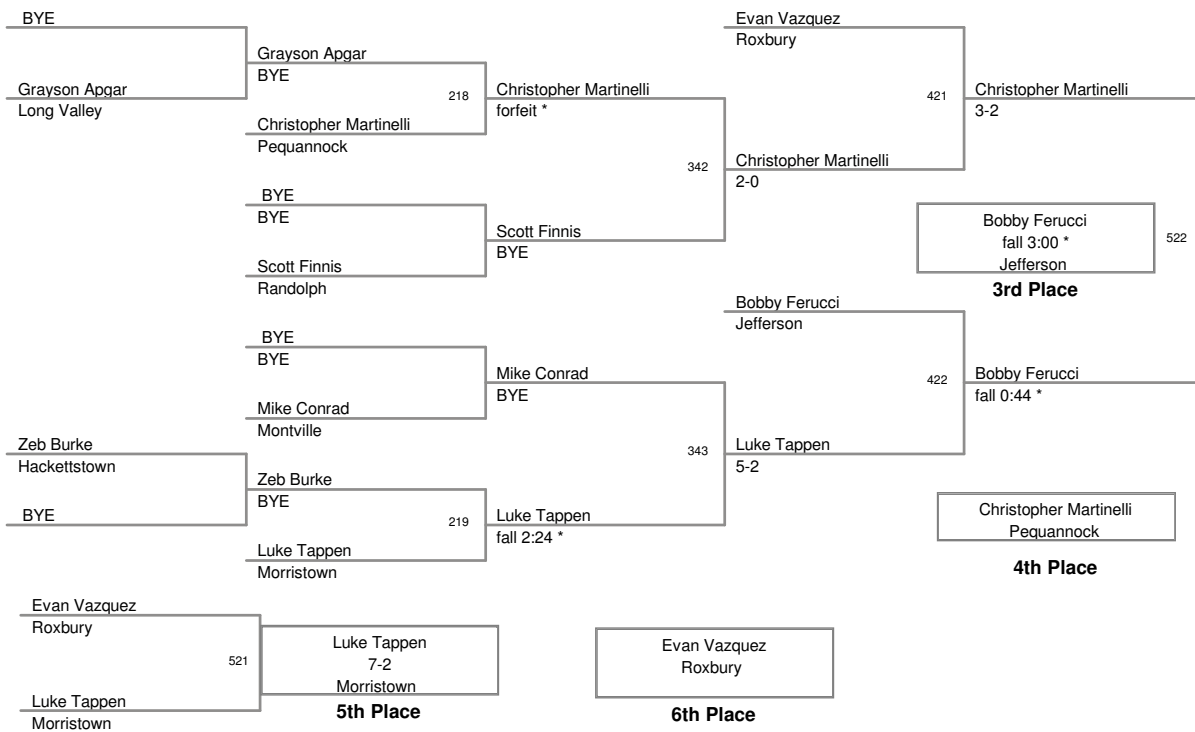 BYE
Grayson Apgar
Long Valley
Grayson Apgar
BYE
218
Christopher Martinelli
Pequannock
Christopher Martinelli
forfeit *
BYE
BYE
Scott Finnis
Randolph
Scott Finnis
BYE
342
Christopher Martinelli
2-0
Evan Vazquez
Roxbury
421
Christopher Martinelli
3-2
Bobby Ferucci
fall 3:00 *
Jefferson
522
3rd Place
BYE
BYE
Mike Conrad
Montville
Mike Conrad
BYE
Zeb Burke
Hackettstown
BYE
Zeb Burke
BYE
219
Luke Tappen
Morristown
Luke Tappen
fall 2:24 *
343
Luke Tappen
5-2
Bobby Ferucci
Jefferson
422
Bobby Ferucci
fall 0:44 *
Christopher Martinelli
Pequannock
4th Place
Evan Vazquez
Roxbury
521
Luke Tappen
Morristown
Luke Tappen
7-2
Morristown
5th Place
Evan Vazquez
Roxbury
6th Place